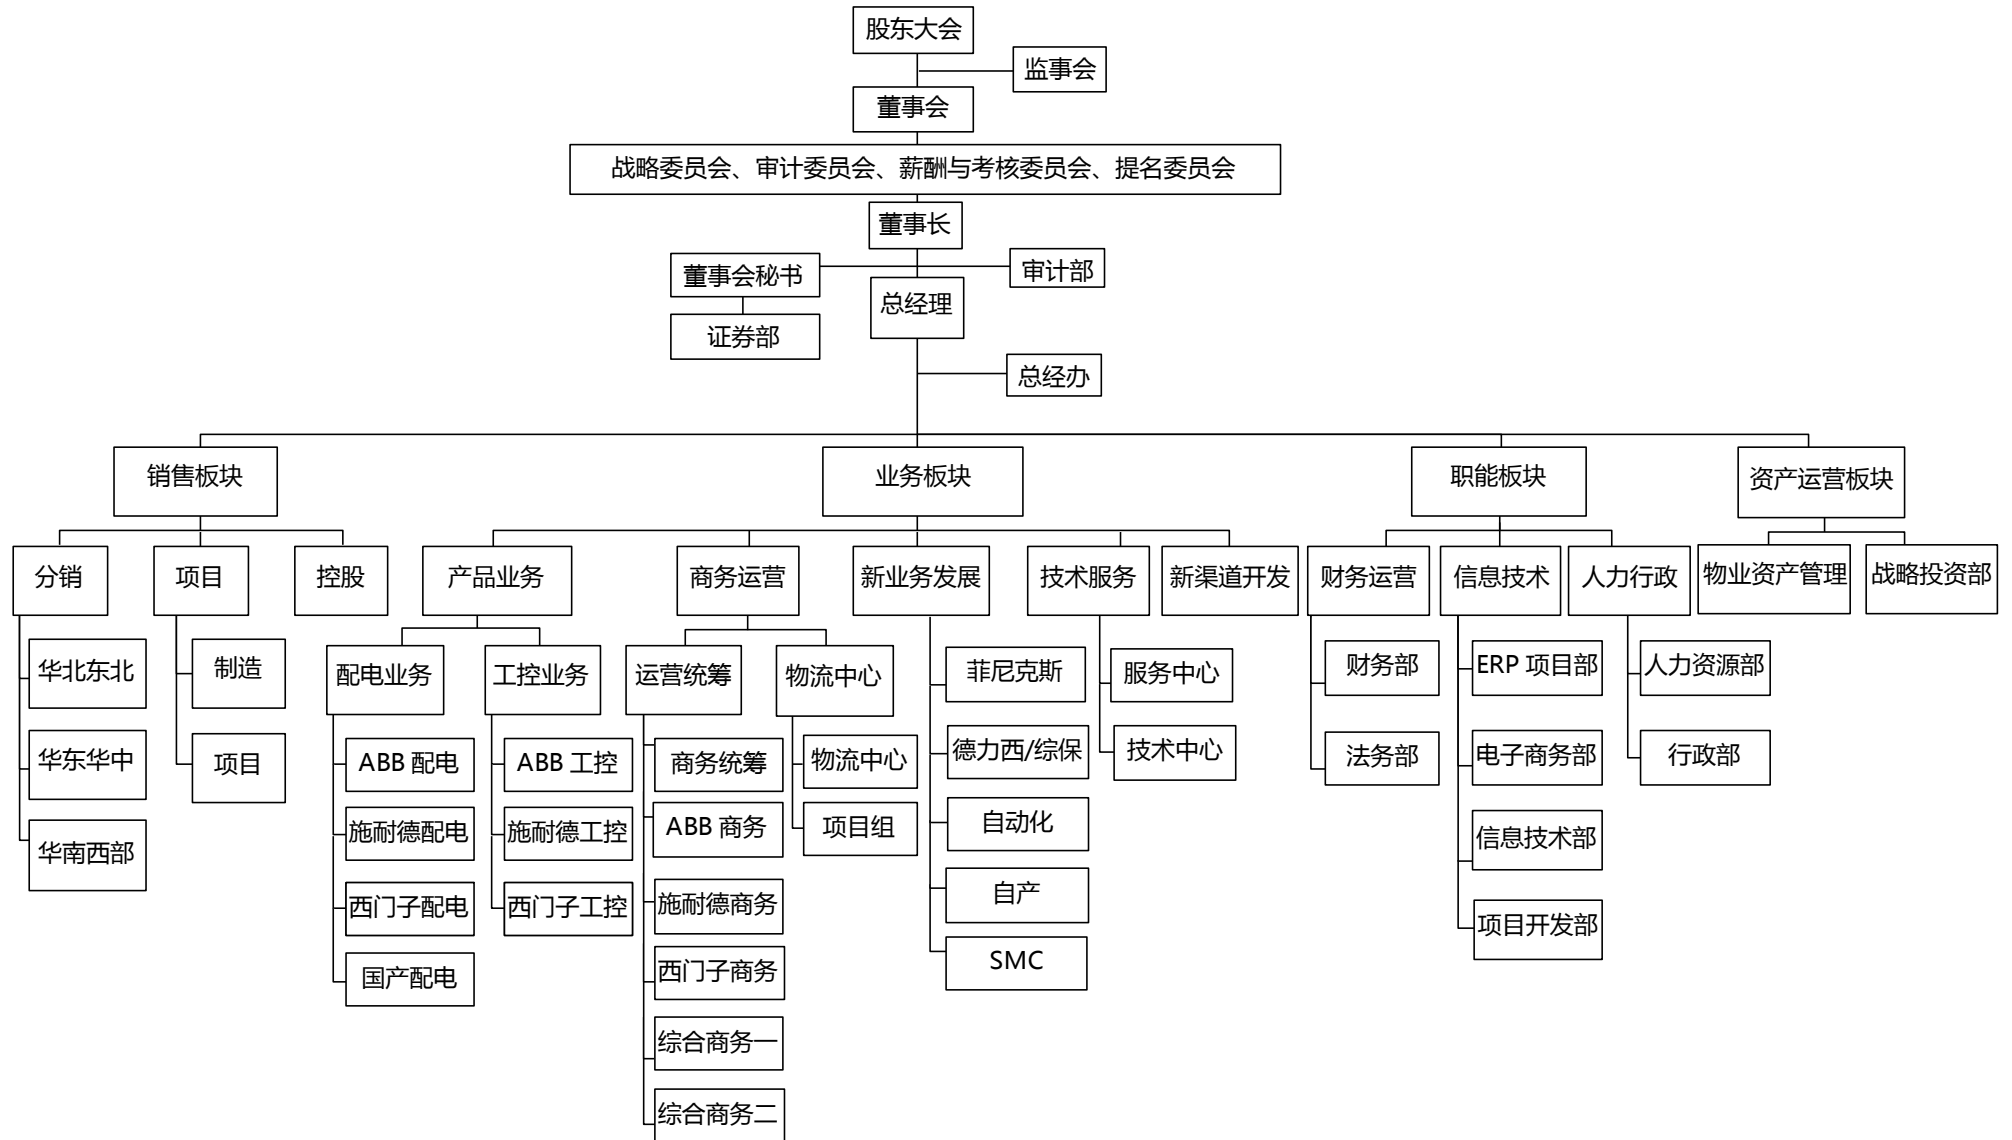 股东大会
监事会
董事会
战略委员会、审计委员会、薪酬与考核委员会、提名委员会
董事长
董事会秘书
审计部
总经理
证券部
总经办
销售板块
业务板块
职能板块
资产运营板块
分销
项目
控股
产品业务
商务运营
新业务发展
技术服务
新渠道开发
财务运营
信息技术
人力行政
物业资产管理
战略投资部
华北东北
华东华中
华南西部
制造
项目
配电业务
工控业务
ABB 配电
施耐德配电
西门子配电
国产配电
ABB 工控
施耐德工控
西门子工控
运营统筹
物流中心
商务统筹
ABB 商务
施耐德商务
西门子商务
综合商务一
综合商务二
物流中心
项目组
菲尼克斯
德力西/综保
自动化
自产
SMC
服务中心
技术中心
财务部
法务部
ERP 项目部
电子商务部
信息技术部
项目开发部
人力资源部
行政部